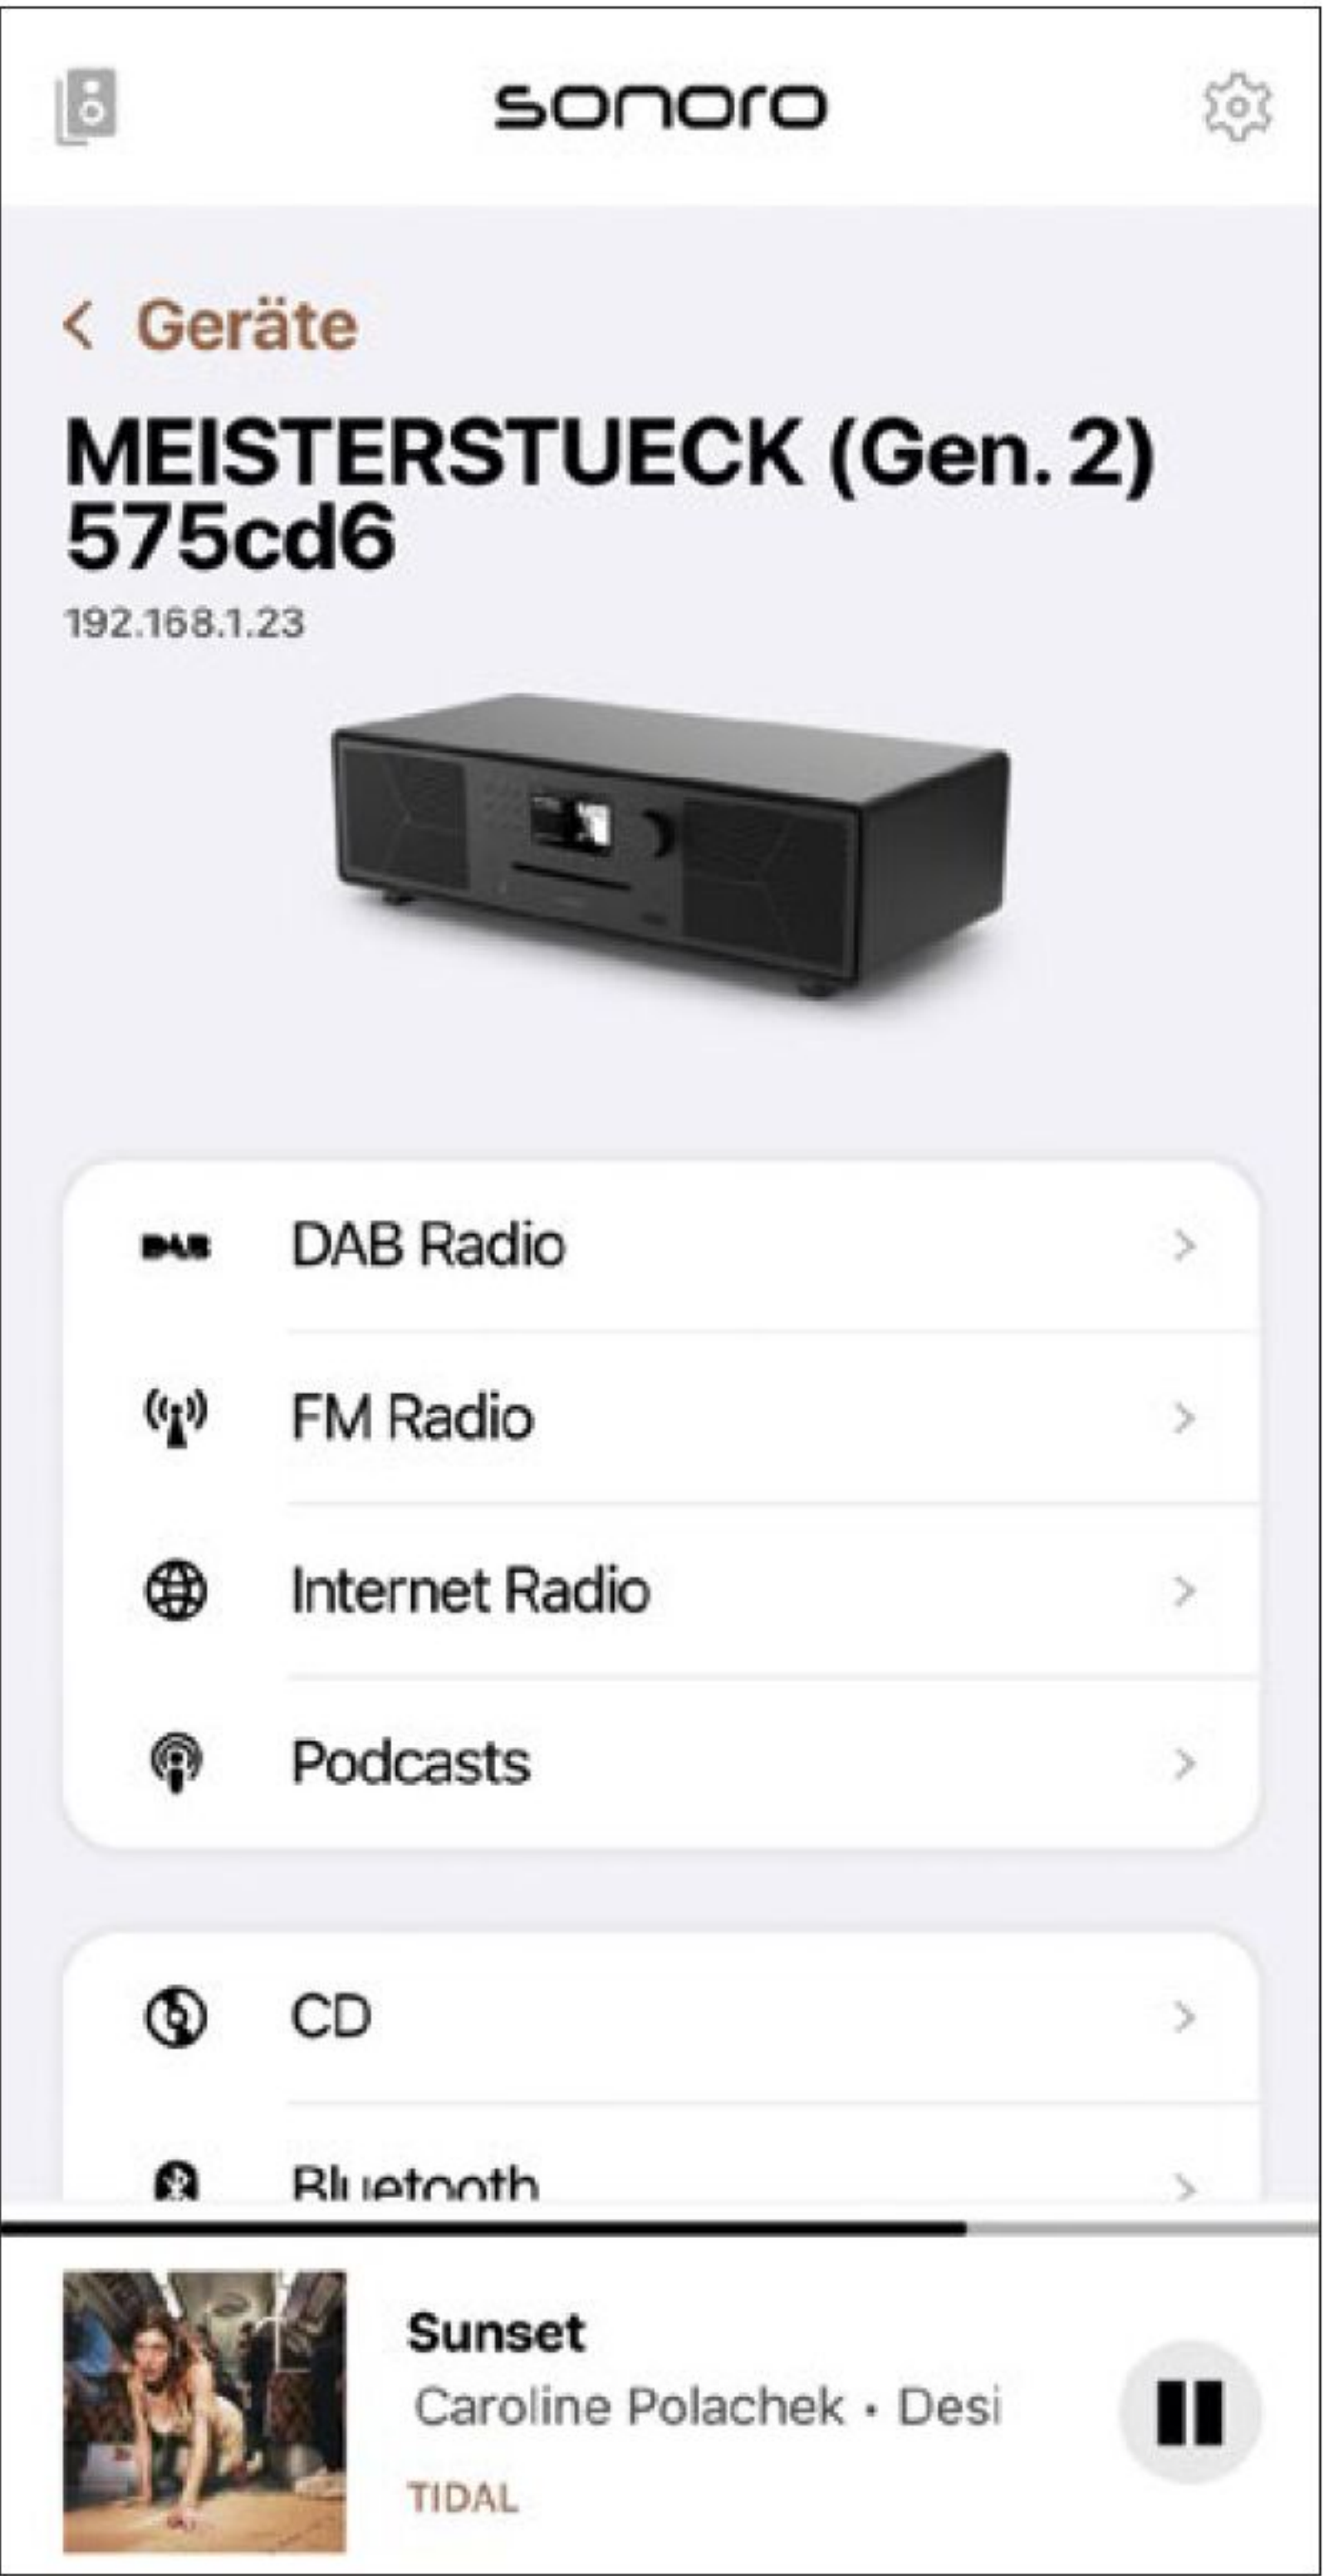 sonoro
Geräte
MEISTERSTUECK (Gen. 2)
575cd6
192.168.1.23
DAB
DAB Radio
FM Radio
Internet Radio
Podcasts
CD
Bluetooth
Sunset
Caroline Polachek • Desi
TIDAL